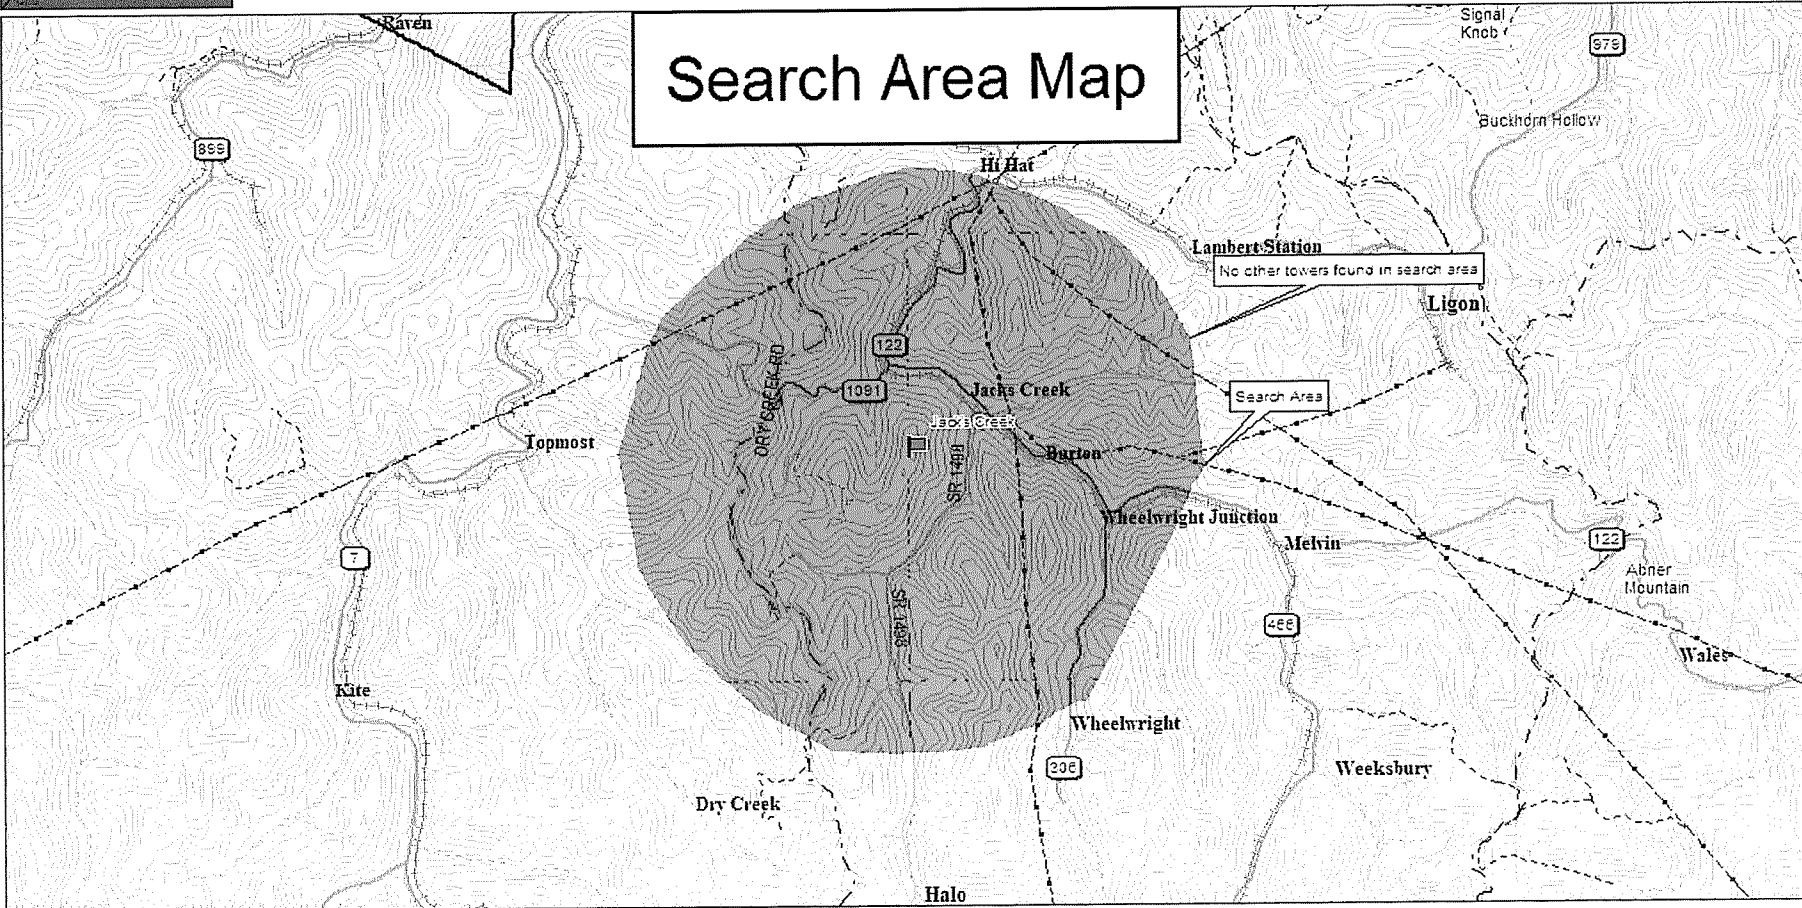 Raven
Search Area Map
Signal
Knob
979
899
Buckhorn Hollow
Hi Hat
Lambert Station
No other towers found in search area
Ligon
122
DRY CREEK RD
1091
Jacks Creek
Search Area
Jacks Creek
Topmost
Burton
SR 1498
Wheelwright Junction
7
Melvin
122
Abner
Mountain
SR 1498
466
Wales
Kite
Wheelwright
306
Weeksbury
Dry Creek
Halo